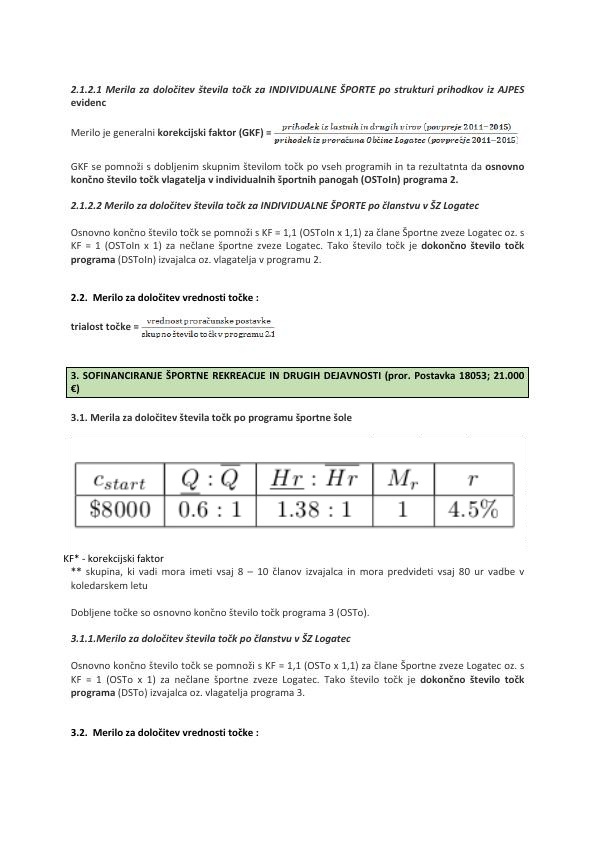 2.1.2.1 Merila za določitev števila točk za INDIVIDUALNE ŠPORTE po strukturi prihodkov iz AJPES
evidenc
Merilo je generalni korekcijski faktor (GKF) = prihodek iz lastnih in drugih virov (povpreje 2011−2015)
prihodek iz proračuna Občine Logatec (povprečje 2011−2015)
GKF se pomnoži s dobljenim skupnim številom točk po vseh programih in ta rezultatnta da osnovno
končno število točk vlagatelja v individualnih športnih panogah (OSToIn) programa 2.
2.1.2.2 Merilo za določitev števila točk za INDIVIDUALNE ŠPORTE po članstvu v ŠZ Logatec
Osnovno končno število točk se pomnoži s KF = 1,1 (OSToIn x 1,1) za člane Športne zveze Logatec oz. s
KF = 1 (OSToIn x 1) za nečlane športne zveze Logatec. Tako število točk je dokončno število točk
programa (DSToIn) izvajalca oz. vlagatelja v programu 2.
2.2. Merilo za določitev vrednosti točke :
trialost točke = vrednost proračunske postavke
skupno število točk v programu 2.1
3. SOFINANCIRANJE ŠPORTNE REKREACIJE IN DRUGIH DEJAVNOSTI (pror. Postavka 18053; 21.000
€)
3.1. Merila za določitev števila točk po programu športne šole
c_start Q : Q Hr : Hr M_r r
$8000 0.6 : 1 1.38 : 1 1 4.5%
KF* - korekcijski faktor
** skupina, ki vadi mora imeti vsaj 8 – 10 članov izvajalca in mora predvideti vsaj 80 ur vadbe v
koledarskem letu
Dobljene točke so osnovno končno število točk programa 3 (OSTo).
3.1.1.Merilo za določitev števila točk po članstvu v ŠZ Logatec
Osnovno končno število točk se pomnoži s KF = 1,1 (OSTo x 1,1) za člane Športne zveze Logatec oz. s
KF = 1 (OSTo x 1) za nečlane športne zveze Logatec. Tako število točk je dokončno število točk
programa (DSTo) izvajalca oz. vlagatelja programa 3.
3.2. Merilo za določitev vrednosti točke :